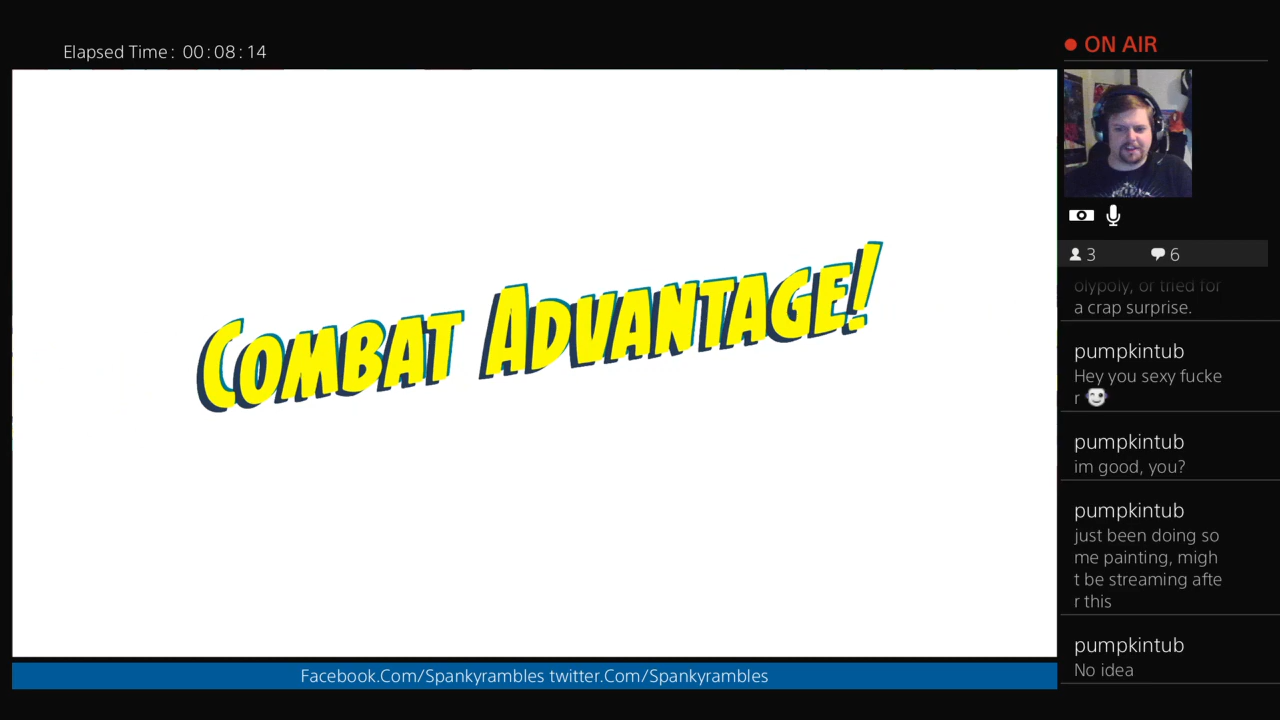 Elapsed Time: 00:08:14
ON AIR
COMBAT ADVANTAGE!
3 6
olypoly, or tried for
a crap surprise.
pumpkintub
Hey you sexy fucke
r
pumpkintub
im good, you?
pumpkintub
just been doing so
me painting, migh
t be streaming afte
r this
pumpkintub
No idea
Facebook.Com/Spankyrambles twitter.Com/Spankyrambles